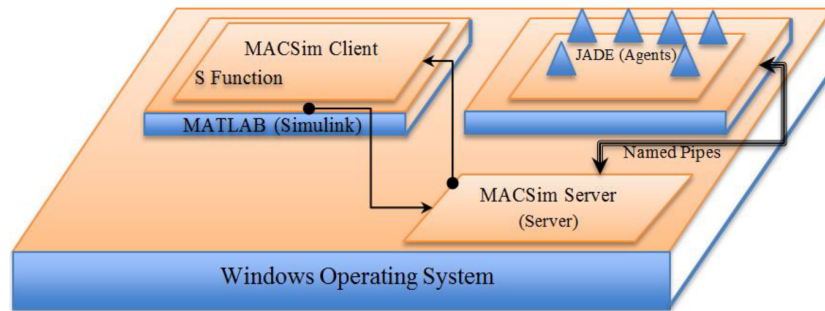 MACSim Client
S Function
MATLAB (Simulink)
JADE (Agents)
Named Pipes
MACSim Server
(Server)
Windows Operating System